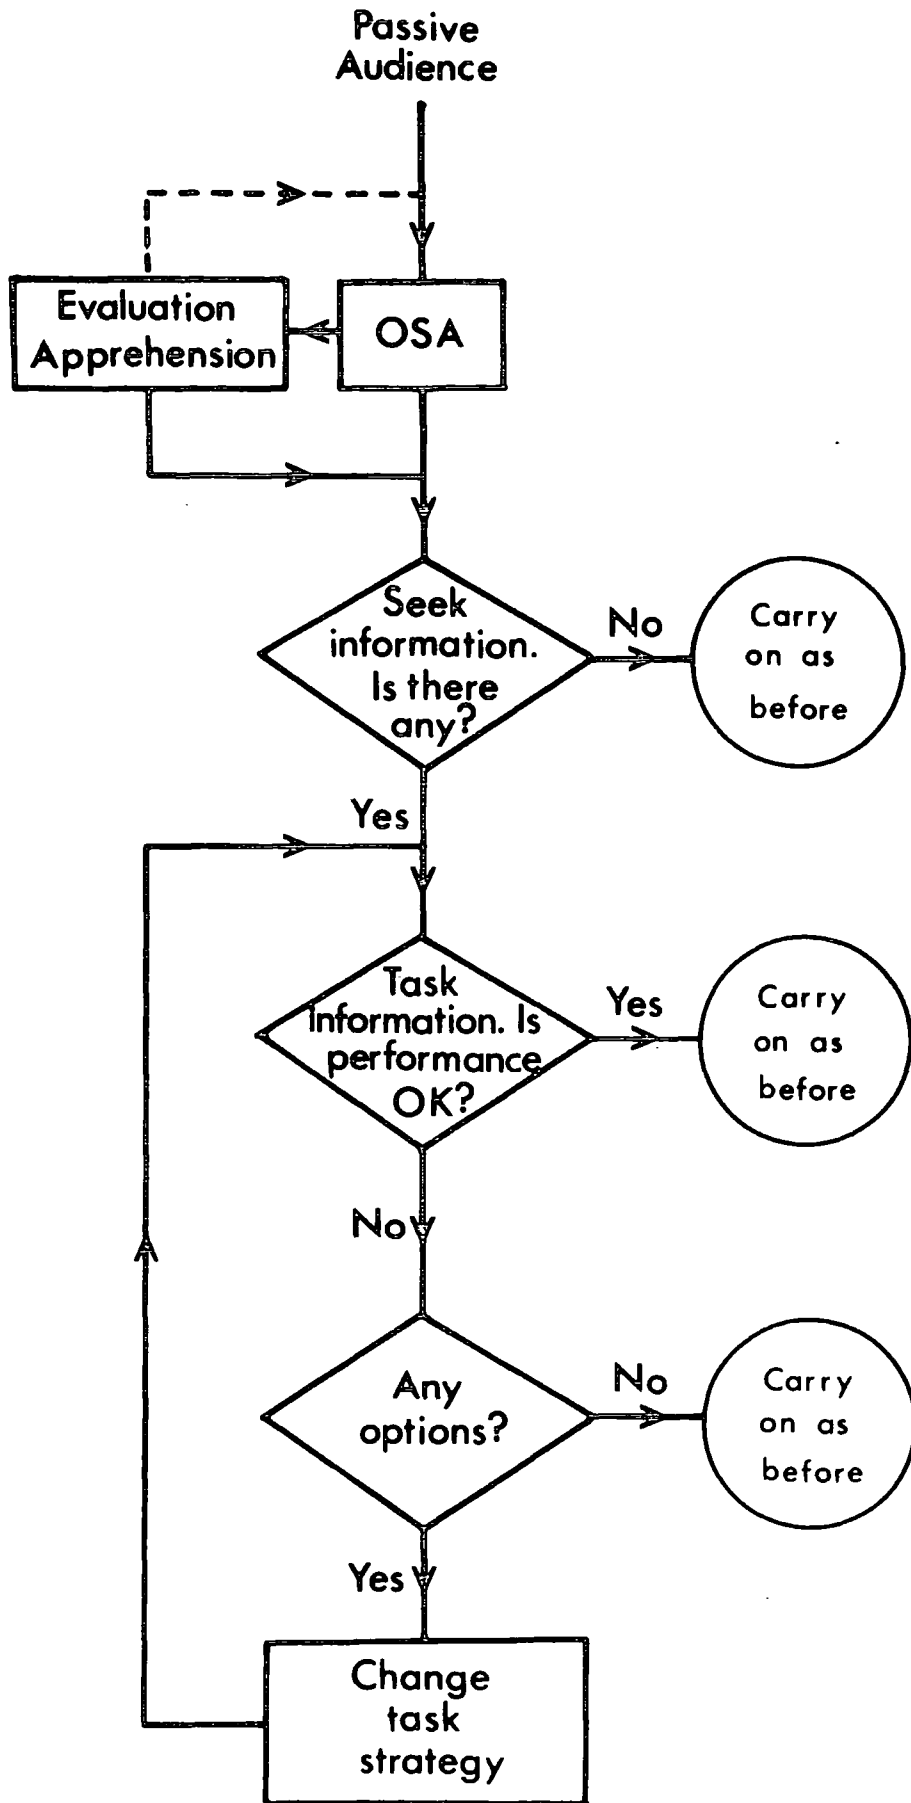 Passive
Audience
Evaluation
Apprehension
OSA
Seek
information.
Is there
any?
No
Carry
on as
before
Yes
Task
information. Is
performance
OK?
Yes
Carry
on as
before
No
Any
options?
No
Carry
on as
before
Yes
Change
task
strategy